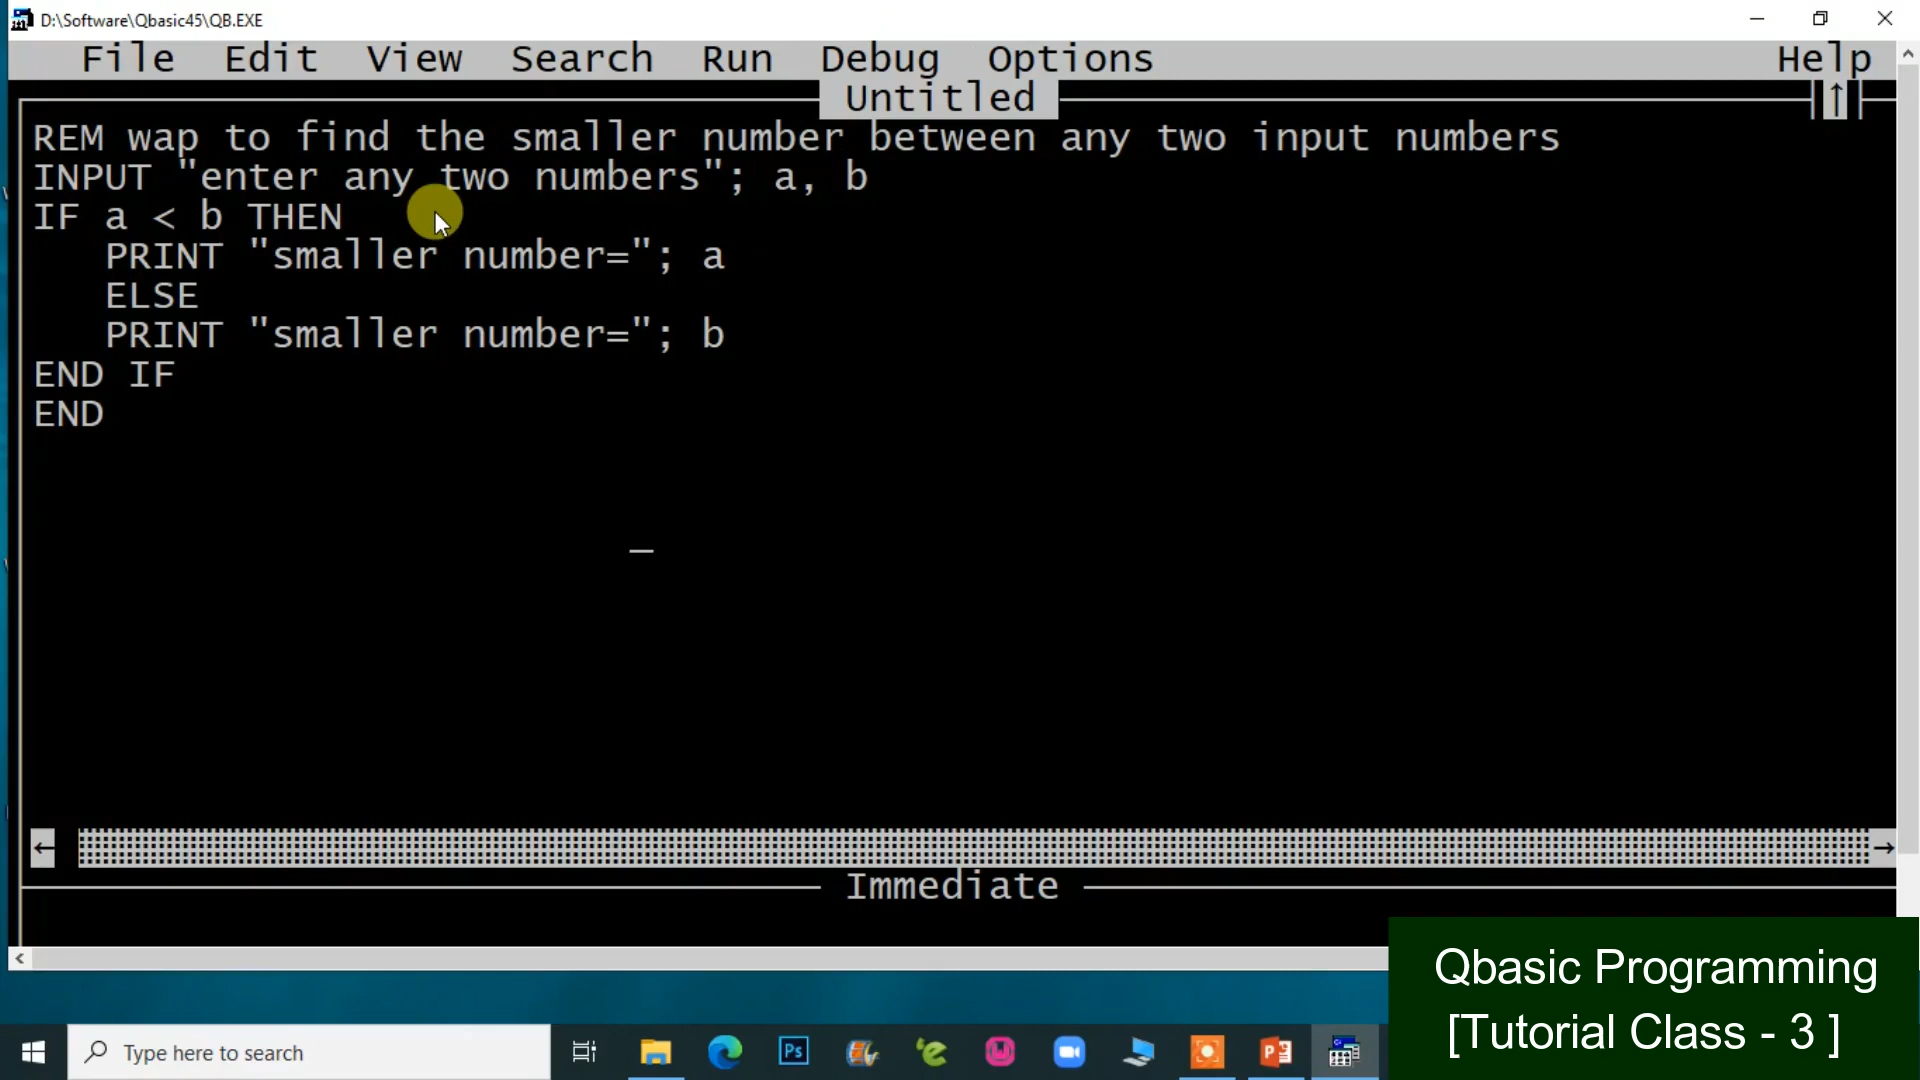 D:\Software\Qbasic45\QB.EXE
File Edit View Search Run Debug Options Help
Untitled
REM wap to find the smaller number between any two input numbers
INPUT "enter any two numbers"; a, b
IF a < b THEN
PRINT "smaller number="; a
ELSE
PRINT "smaller number="; b
END IF
END
Immediate
Qbasic Programming
[Tutorial Class - 3 ]
Type here to search
Ps